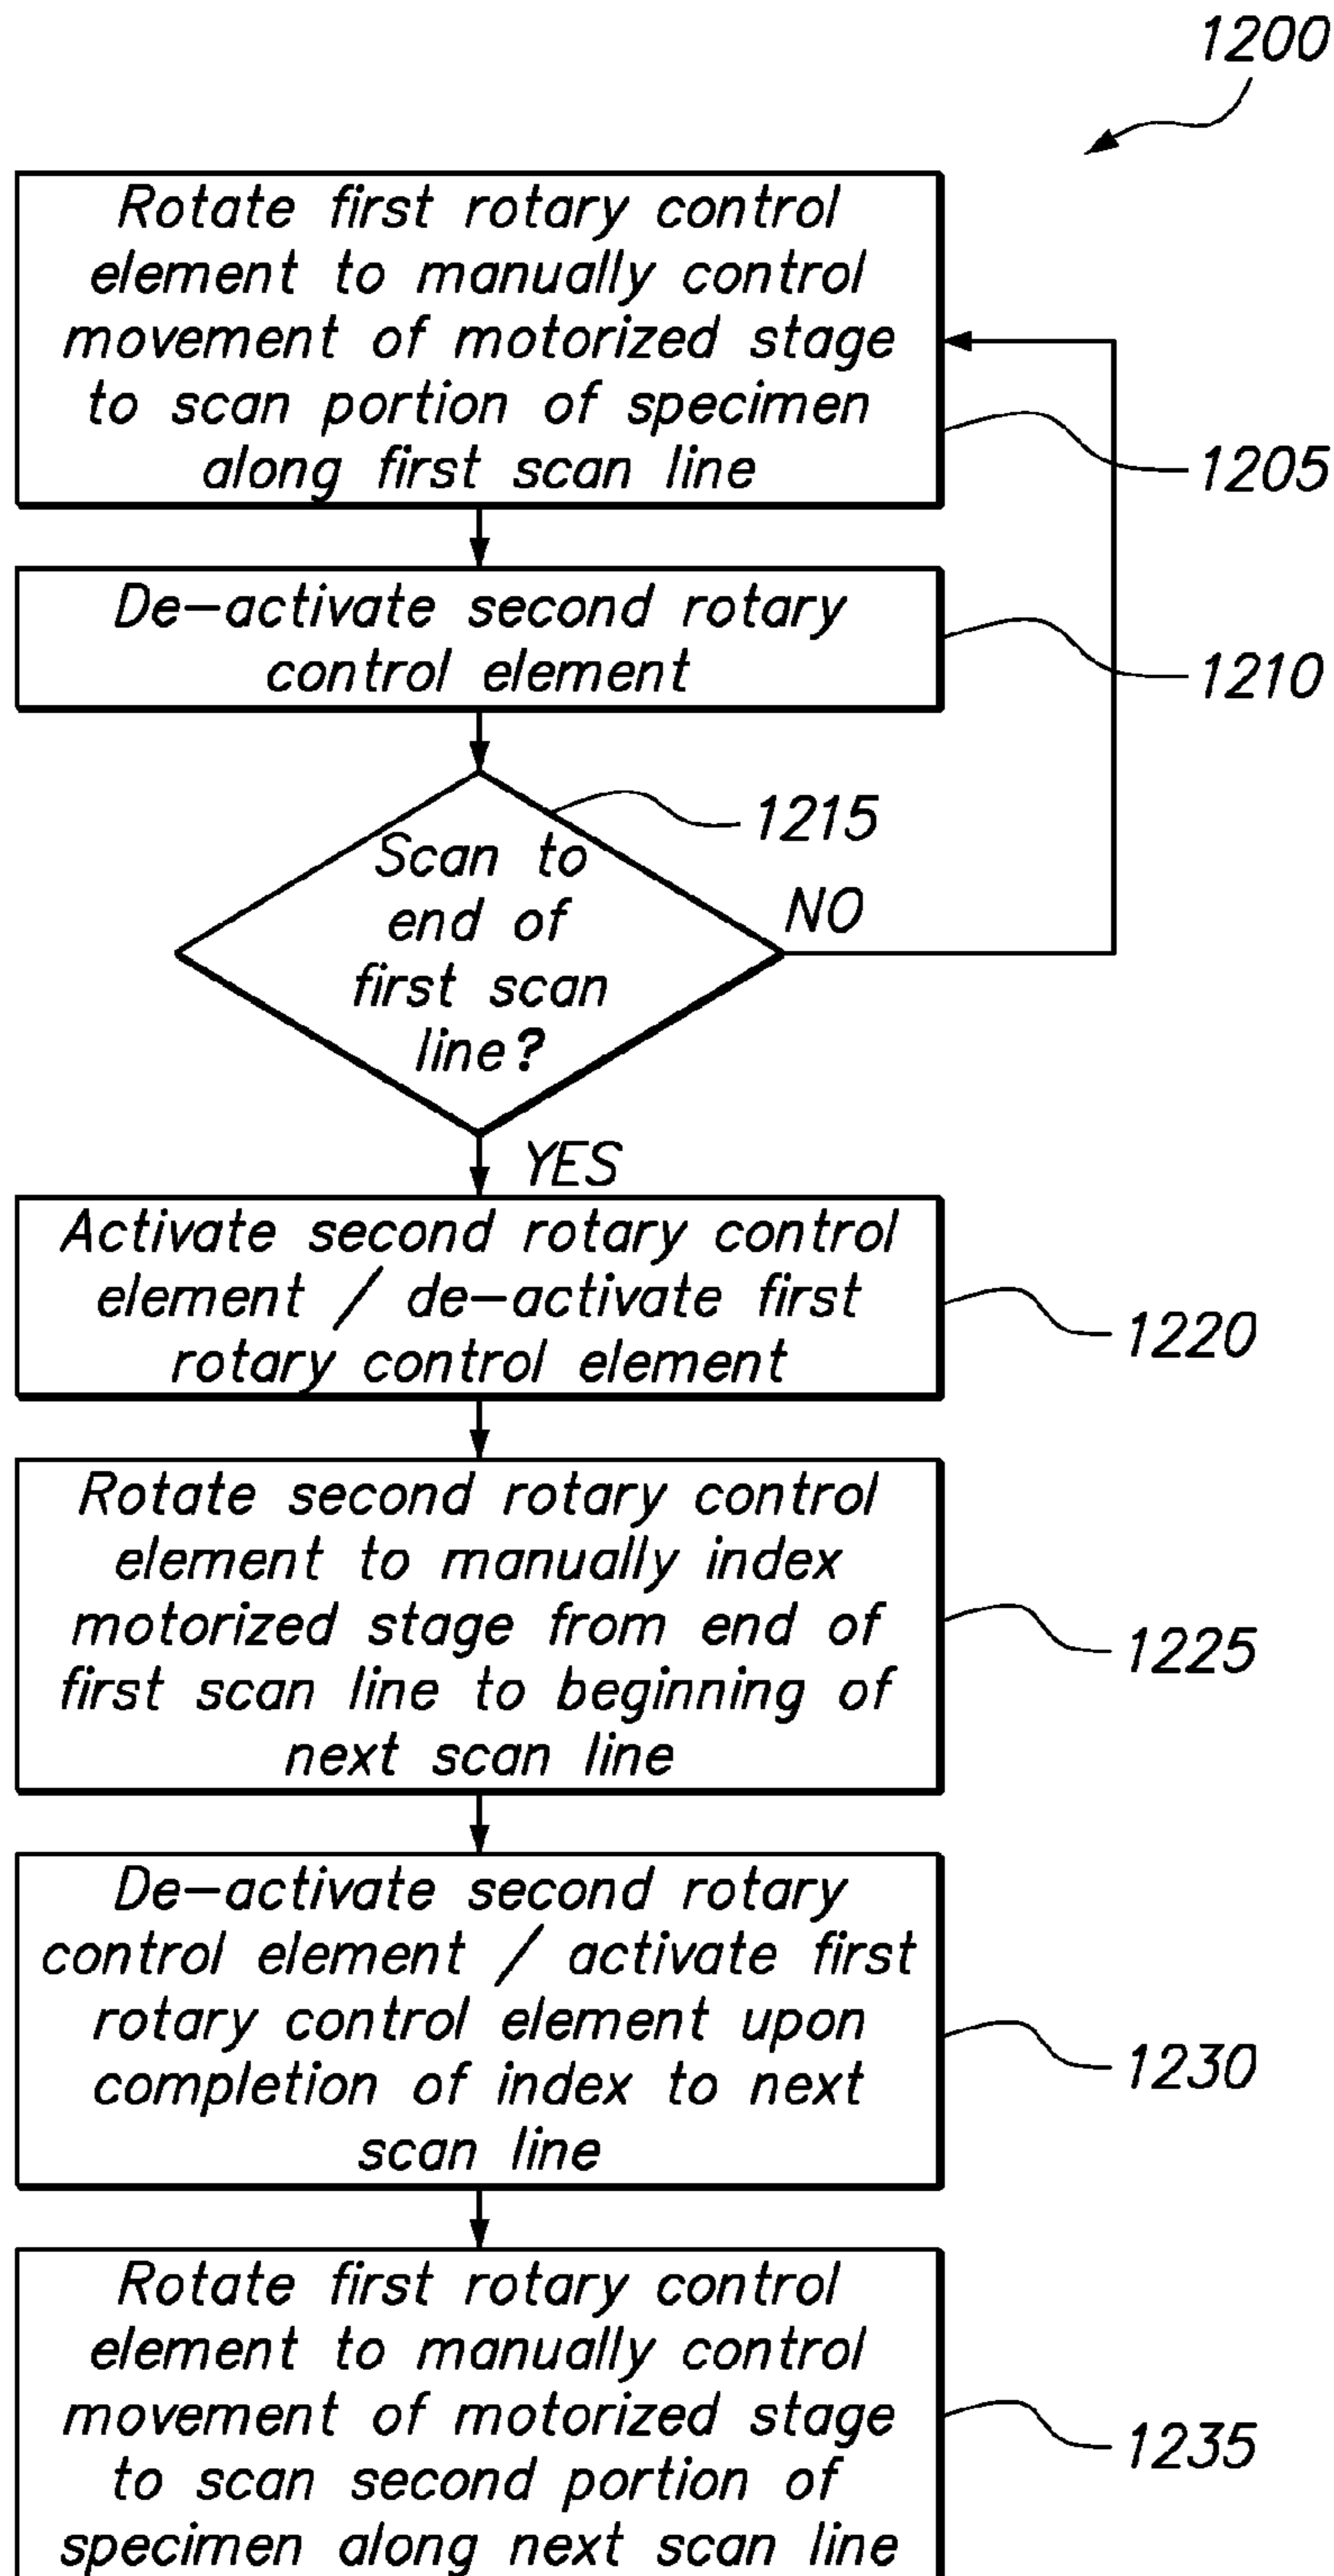 1200
Rotate first rotary control
element to manually control
movement of motorized stage
to scan portion of specimen
along first scan line
1205
De-activate second rotary
control element
1210
1215
Scan to
end of
first scan
line?
NO
YES
Activate second rotary control
element / de-activate first
rotary control element
1220
Rotate second rotary control
element to manually index
motorized stage from end of
first scan line to beginning of
next scan line
1225
De-activate second rotary
control element / activate first
rotary control element upon
completion of index to next
scan line
1230
Rotate first rotary control
element to manually control
movement of motorized stage
to scan second portion of
specimen along next scan line
1235